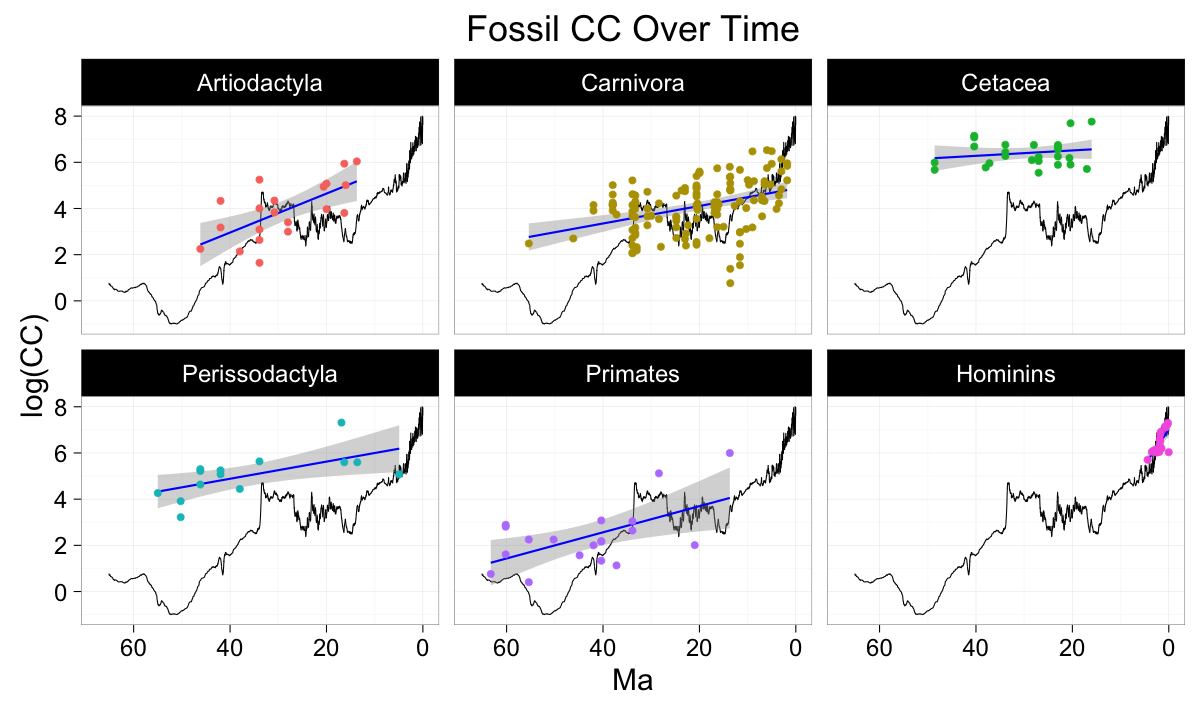 Fossil CC Over Time
Artiodactyla
Carnivora
Cetacea
8
6
4
2
0
Perissodactyla
Primates
Hominins
8
6
4
2
0
log(CC)
60 40 20 0 60 40 20 0 60 40 20 0
Ma